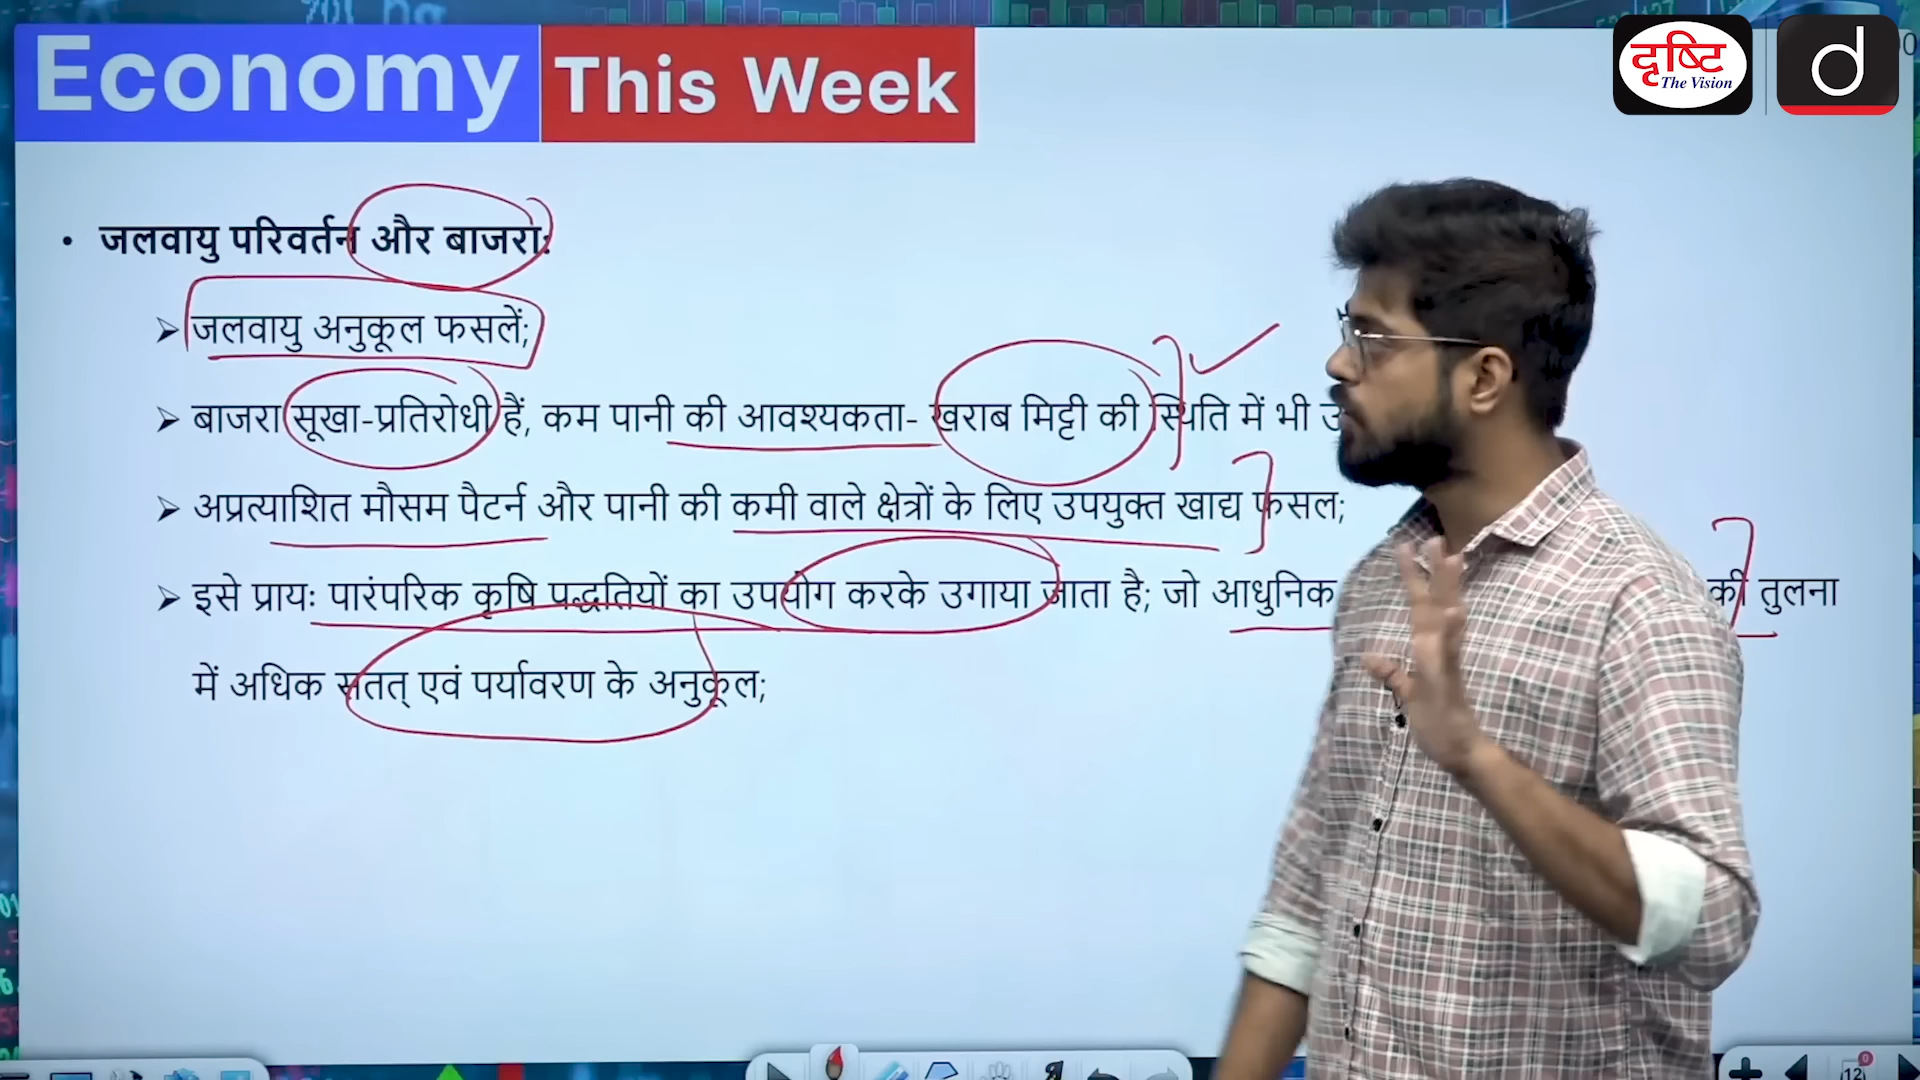 Economy This Week
दृष्टि
The Vision
d
• जलवायु परिवर्तन और बाजराः
➢ जलवायु अनुकूल फसलें;
➢ बाजरा सूखा-प्रतिरोधी हैं, कम पानी की आवश्यकता- खराब मिट्टी की स्थिति में भी
➢ अप्रत्याशित मौसम पैटर्न और पानी की कमी वाले क्षेत्रों के लिए उपयुक्त खाद्य फसल;
➢ इसे प्रायः पारंपरिक कृषि पद्धतियों का उपयोग करके उगाया जाता है; जो आधुनिक की तुलना
में अधिक सतत् एवं पर्यावरण के अनुकूल;
12